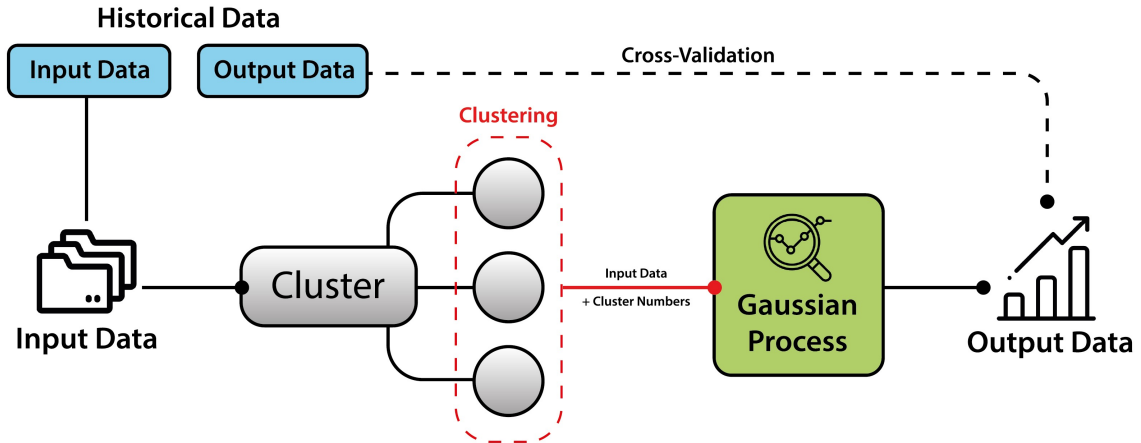 Historical Data
Input Data
Output Data
Cross-Validation
Clustering
Cluster
Input Data
+ Cluster Numbers
Gaussian
Process
Input Data
Output Data